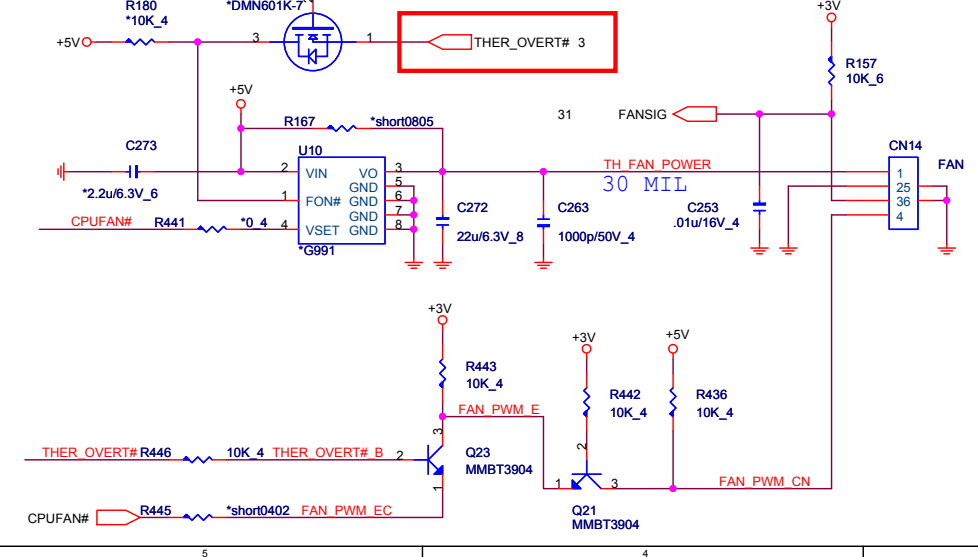 R180
*10K_4
*DMN601K-7
+3V
+5V
3
1
THER_OVERT# 3
R157
10K_6
+5V
R167
*short0805
31
FANSIG
C273
*2.2u/6.3V_6
U10
2
1
4
VIN
FON#
VSET
VO
GND
GND
GND
GND
3
5
6
7
8
*G991
CPUFAN#
R441
*0_4
TH_FAN_POWER
30 MIL
C272
22u/6.3V_8
C263
1000p/50V_4
C253
.01u/16V_4
CN14
FAN
1
25
36
4
+3V
R443
10K_4
+3V
+5V
R442
10K_4
R436
10K_4
FAN_PWM_E
3
2
1
Q23
MMBT3904
THER_OVERT#
R446
10K_4
THER_OVERT#_B
2
1
3
Q21
MMBT3904
FAN_PWM_CN
CPUFAN#
R445
*short0402
FAN_PWM_EC
5
4